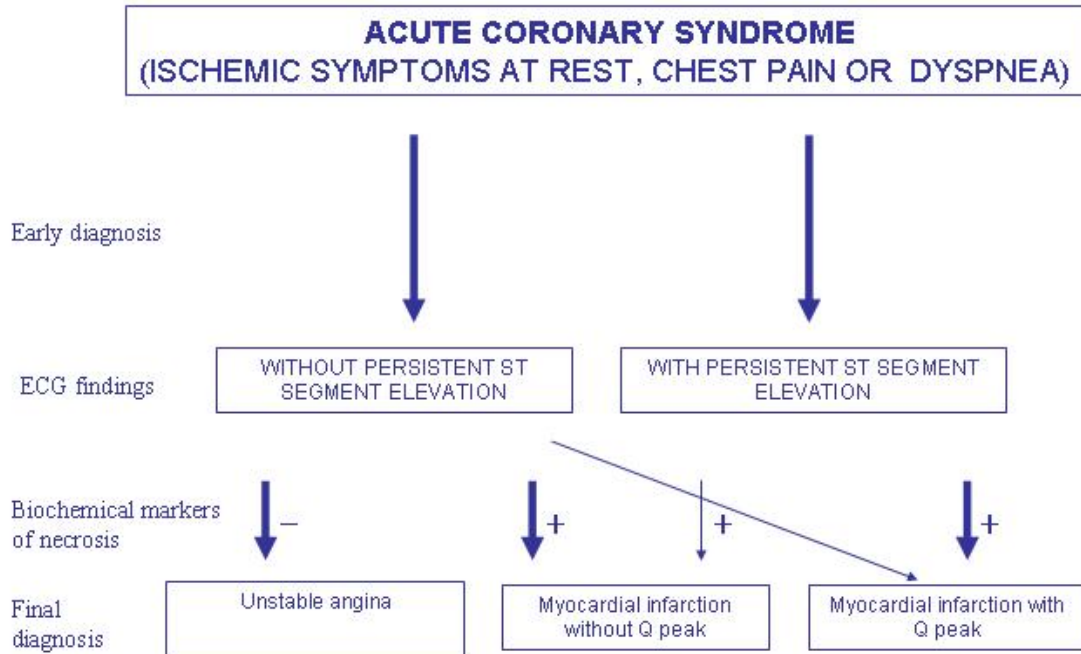 ACUTE CORONARY SYNDROME
(ISCHEMIC SYMPTOMS AT REST, CHEST PAIN OR DYSPNEA)
Early diagnosis
ECG findings
WITHOUT PERSISTENT ST
SEGMENT ELEVATION
WITH PERSISTENT ST SEGMENT
ELEVATION
Biochemical markers
of necrosis
–
+
+
+
Final
diagnosis
Unstable angina
Myocardial infarction
without Q peak
Myocardial infarction with
Q peak